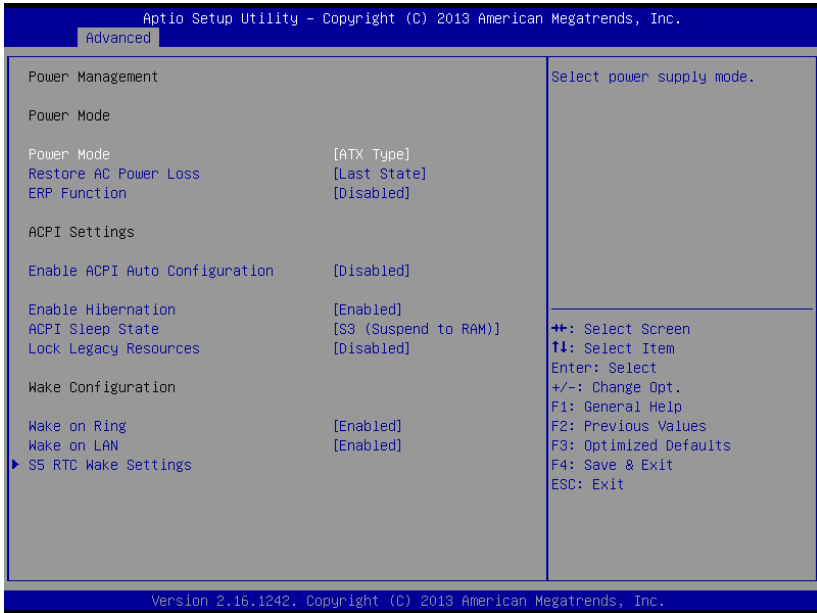 Aptio Setup Utility – Copyright (C) 2013 American Megatrends, Inc.
Advanced
Power Management
Power Mode
Power Mode [ATX Type]
Restore AC Power Loss [Last State]
ERP Function [Disabled]
ACPI Settings
Enable ACPI Auto Configuration [Disabled]
Enable Hibernation [Enabled]
ACPI Sleep State [S3 (Suspend to RAM)]
Lock Legacy Resources [Disabled]
Wake Configuration
Wake on Ring [Enabled]
Wake on LAN [Enabled]
S5 RTC Wake Settings
Select power supply mode.
→←: Select Screen
↑↓: Select Item
Enter: Select
+/-: Change Opt.
F1: General Help
F2: Previous Values
F3: Optimized Defaults
F4: Save & Exit
ESC: Exit
Version 2.16.1242. Copyright (C) 2013 American Megatrends, Inc.